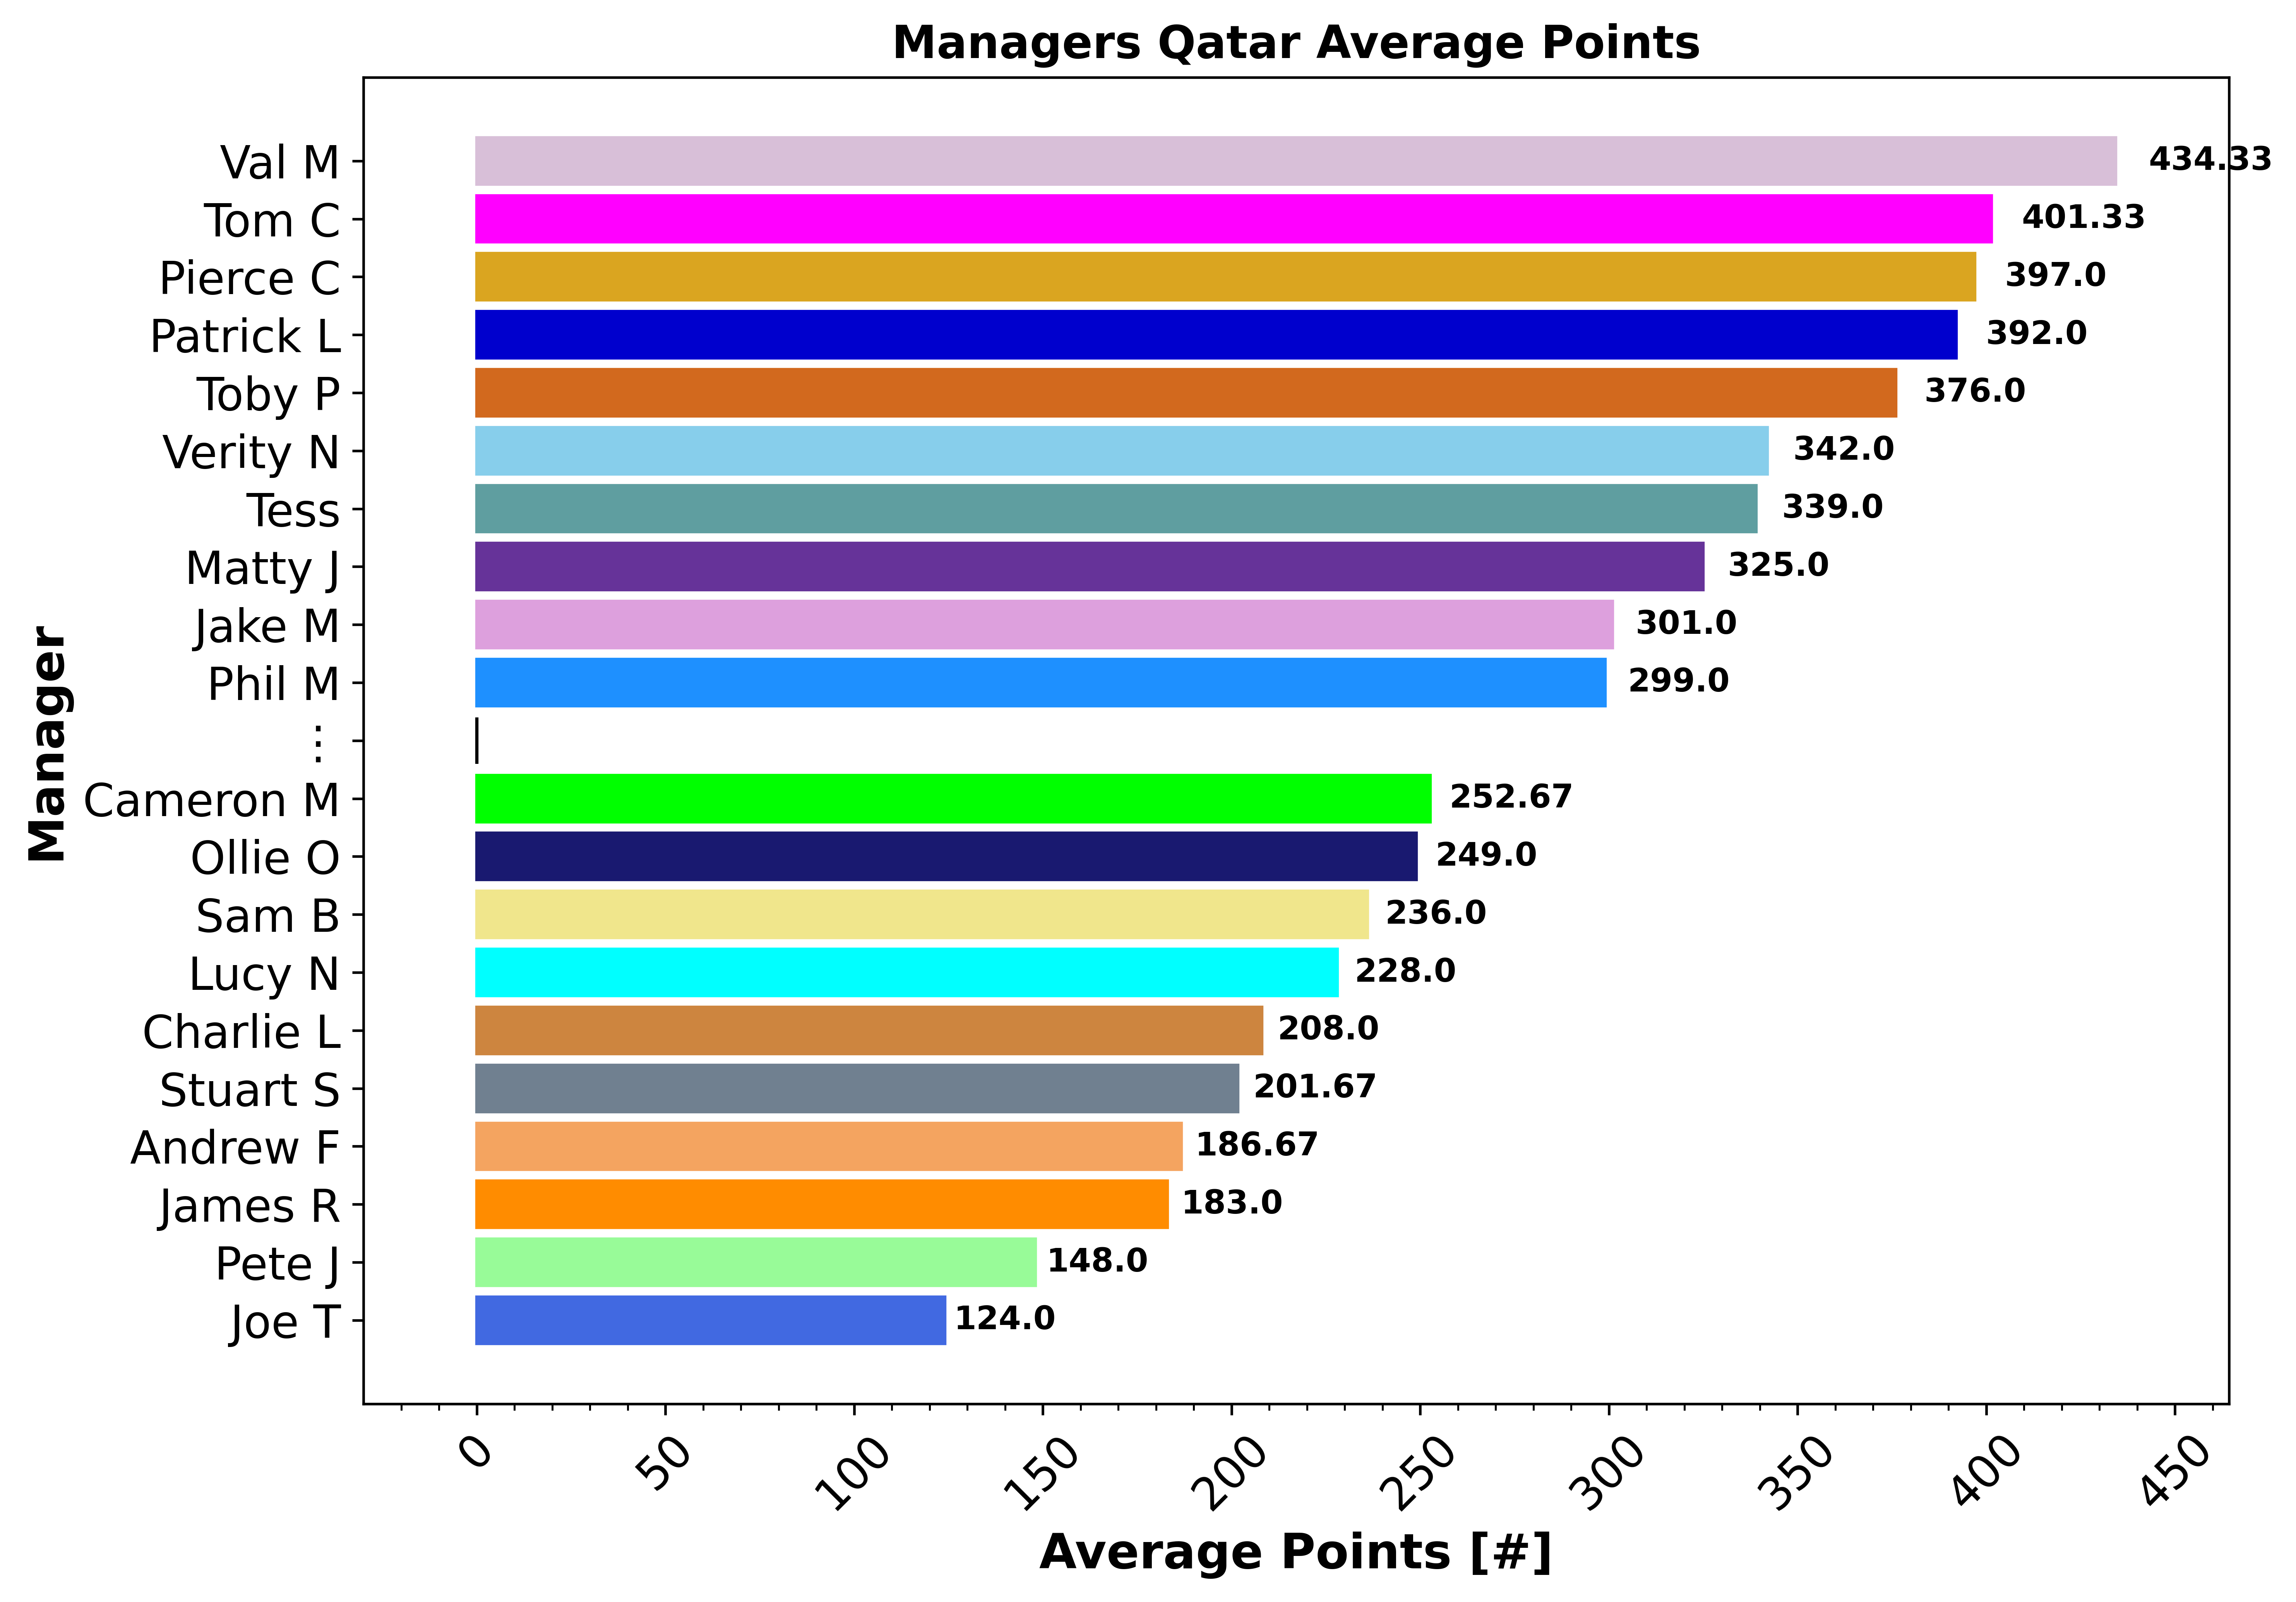 Managers Qatar Average Points
Manager
Val M 434.33
Tom C 401.33
Pierce C 397.0
Patrick L 392.0
Toby P 376.0
Verity N 342.0
Tess 339.0
Matty J 325.0
Jake M 301.0
Phil M 299.0
⋮
Cameron M 252.67
Ollie O 249.0
Sam B 236.0
Lucy N 228.0
Charlie L 208.0
Stuart S 201.67
Andrew F 186.67
James R 183.0
Pete J 148.0
Joe T 124.0
0 50 100 150 200 250 300 350 400 450
Average Points [#]